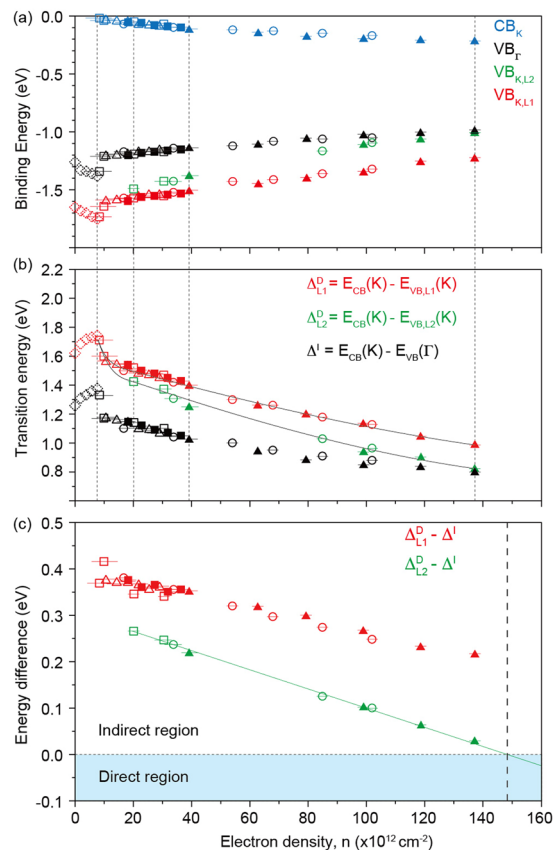 (a)
0.0
-0.5
-1.0
-1.5
Binding Energy (eV)
CB_K
VB_Γ
VB_K,L2
VB_K,L1
(b)
2.2
2.0
1.8
1.6
1.4
1.2
1.0
0.8
Transition energy (eV)
Δ^D_L1 = E_CB(K) - E_VB,L1(K)
Δ^D_L2 = E_CB(K) - E_VB,L2(K)
Δ^I = E_CB(K) - E_VB(Γ)
(c)
0.5
0.4
0.3
0.2
0.1
0.0
-0.1
Energy difference (eV)
Δ^D_L1 - Δ^I
Δ^D_L2 - Δ^I
Indirect region
Direct region
0 20 40 60 80 100 120 140 160
Electron density, n (x10^12 cm^-2)